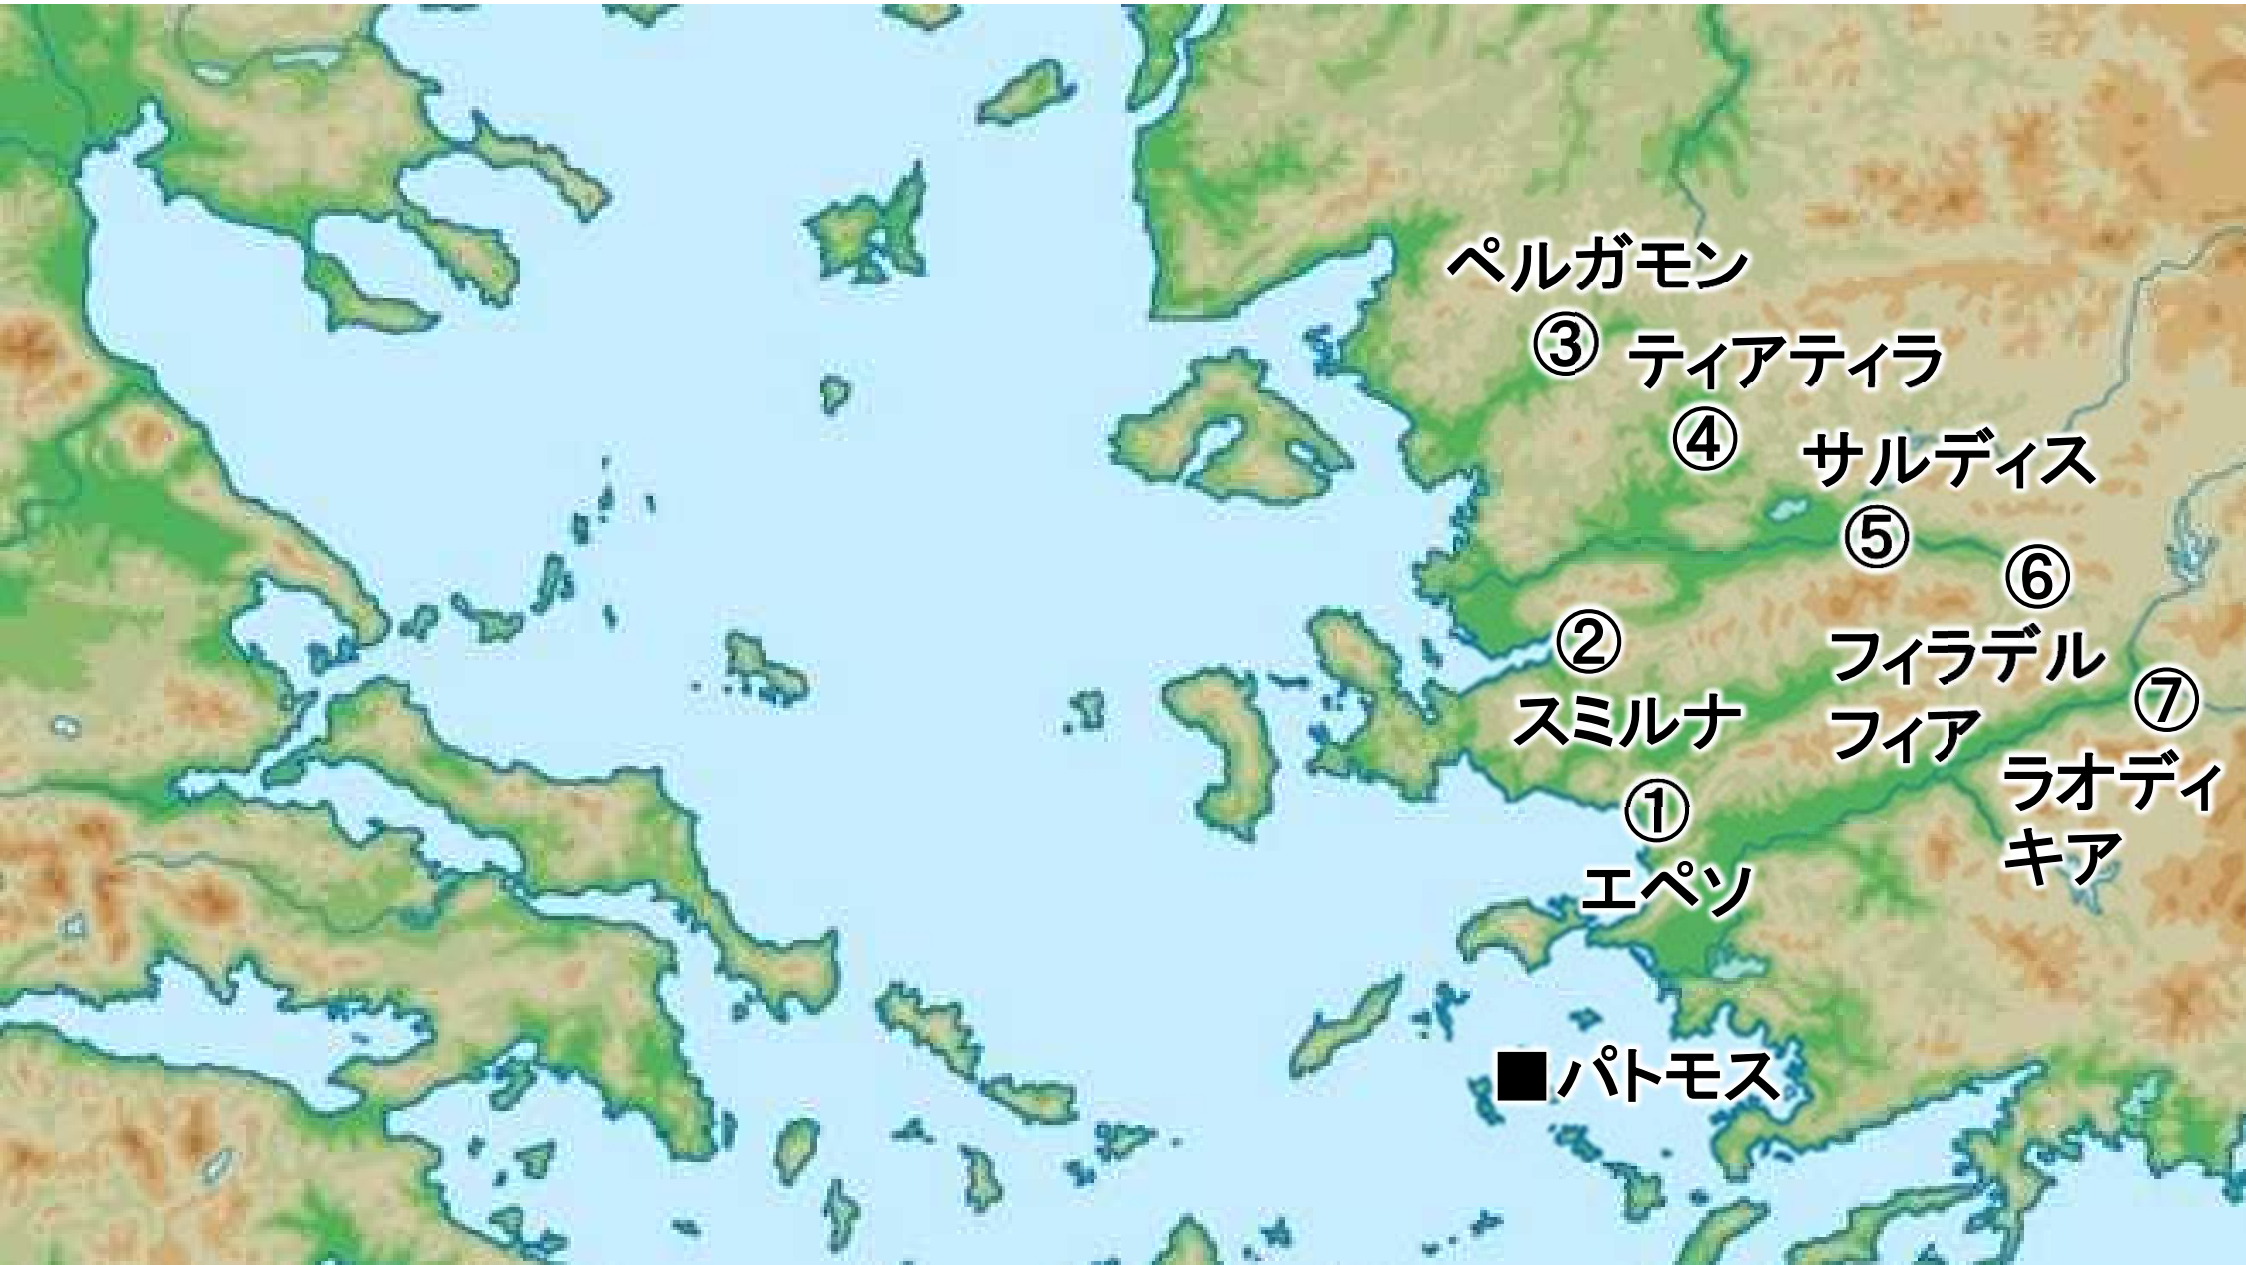 ペルガモン
③
ティアティラ
④
サルディス
⑤
⑥
フィラデル
フィア
②
スミルナ
⑦
ラオディ
キア
①
エペソ
■パトモス